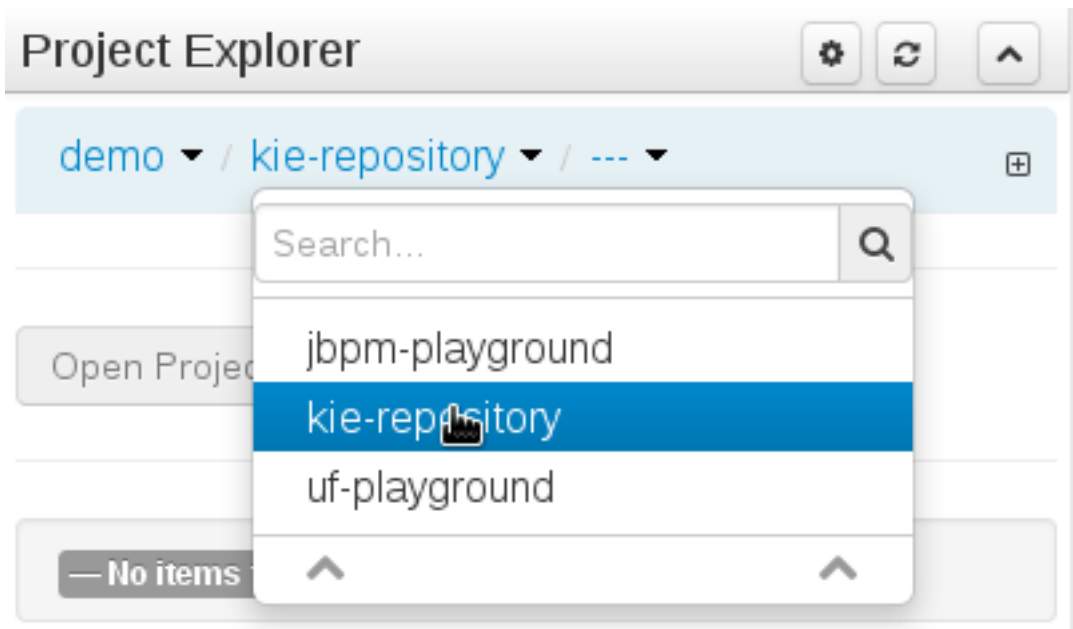 Project Explorer
demo / kie-repository / ---
Search...
jbpm-playground
Open Projec
kie-repository
uf-playground
— No items